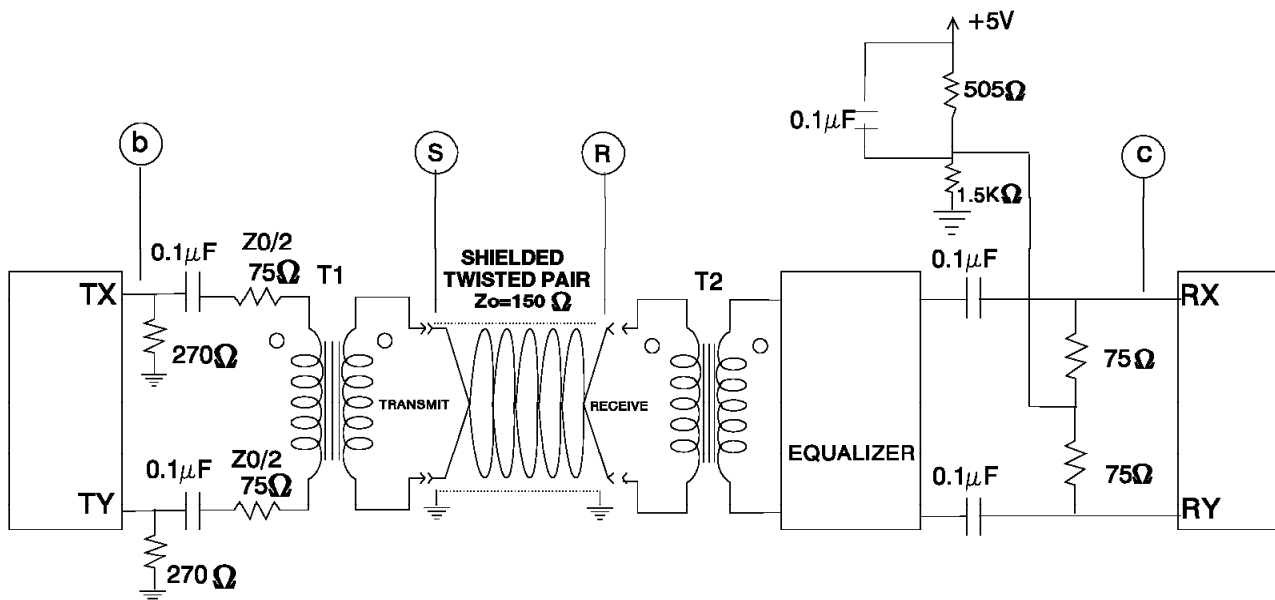 +5V
505Ω
0.1μF
1.5KΩ
b
S
R
C
0.1μF
Z0/2
75Ω
T1
SHIELDED
TWISTED PAIR
Zo=150 Ω
T2
0.1μF
TX
RX
270Ω
75Ω
TRANSMIT
RECEIVE
EQUALIZER
0.1μF
Z0/2
75Ω
0.1μF
75Ω
TY
RY
270Ω